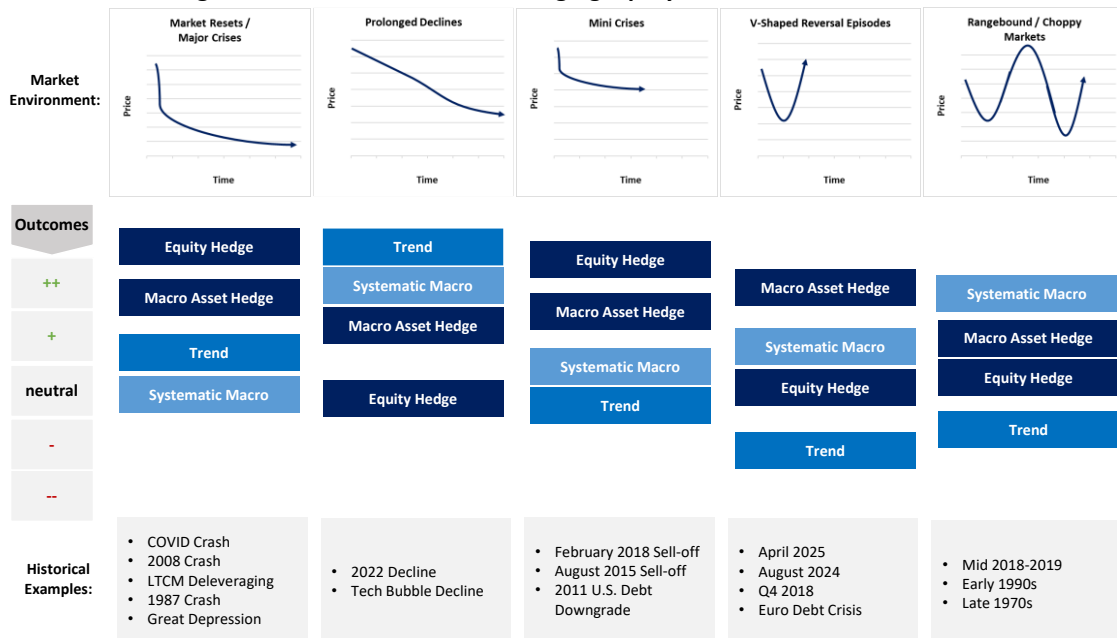 Market Resets /
Major Crises
Price
Time
Prolonged Declines
Price
Time
Mini Crises
Price
Time
V-Shaped Reversal Episodes
Price
Time
Rangebound / Choppy
Markets
Price
Time
Market
Environment:
Outcomes
++
+
neutral
-
--
Equity Hedge
Macro Asset Hedge
Trend
Systematic Macro
Trend
Systematic Macro
Macro Asset Hedge
Equity Hedge
Equity Hedge
Macro Asset Hedge
Systematic Macro
Trend
Macro Asset Hedge
Systematic Macro
Equity Hedge
Trend
Systematic Macro
Macro Asset Hedge
Equity Hedge
Trend
Historical
Examples:
• COVID Crash
• 2008 Crash
• LTCM Deleveraging
• 1987 Crash
• Great Depression
• 2022 Decline
• Tech Bubble Decline
• February 2018 Sell-off
• August 2015 Sell-off
• 2011 U.S. Debt
Downgrade
• April 2025
• August 2024
• Q4 2018
• Euro Debt Crisis
• Mid 2018-2019
• Early 1990s
• Late 1970s